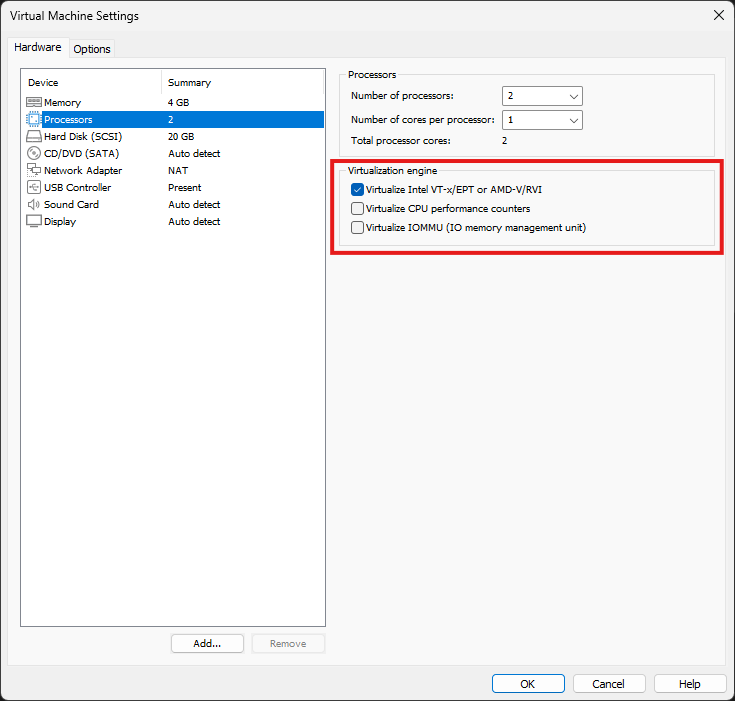 Virtual Machine Settings
Hardware Options
Device Summary
Memory 4 GB
Processors 2
Hard Disk (SCSI) 20 GB
CD/DVD (SATA) Auto detect
Network Adapter NAT
USB Controller Present
Sound Card Auto detect
Display Auto detect
Add... Remove
Processors
Number of processors: 2
Number of cores per processor: 1
Total processor cores: 2
Virtualization engine
Virtualize Intel VT-x/EPT or AMD-V/RVI
Virtualize CPU performance counters
Virtualize IOMMU (IO memory management unit)
OK Cancel Help